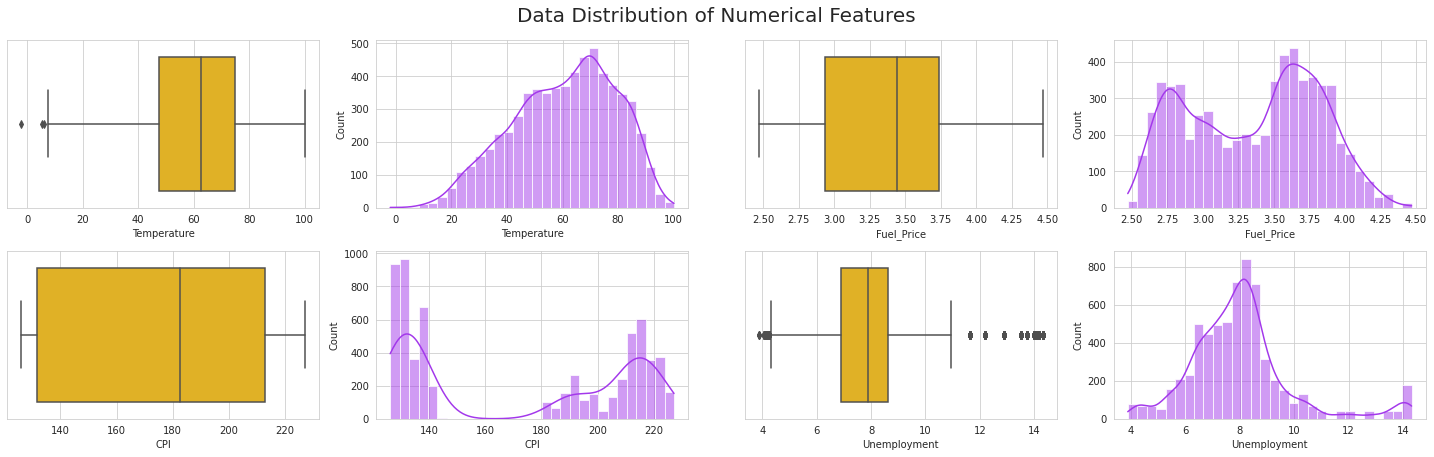 Data Distribution of Numerical Features
0 20 40 60 80 100
Temperature
500
400
300
200
100
0
Count
0 20 40 60 80 100
Temperature
2.50 2.75 3.00 3.25 3.50 3.75 4.00 4.25 4.50
Fuel_Price
400
300
200
100
0
Count
2.50 2.75 3.00 3.25 3.50 3.75 4.00 4.25 4.50
Fuel_Price
140 160 180 200 220
CPI
1000
800
600
400
200
0
Count
140 160 180 200 220
CPI
4 6 8 10 12 14
Unemployment
800
600
400
200
0
Count
4 6 8 10 12 14
Unemployment